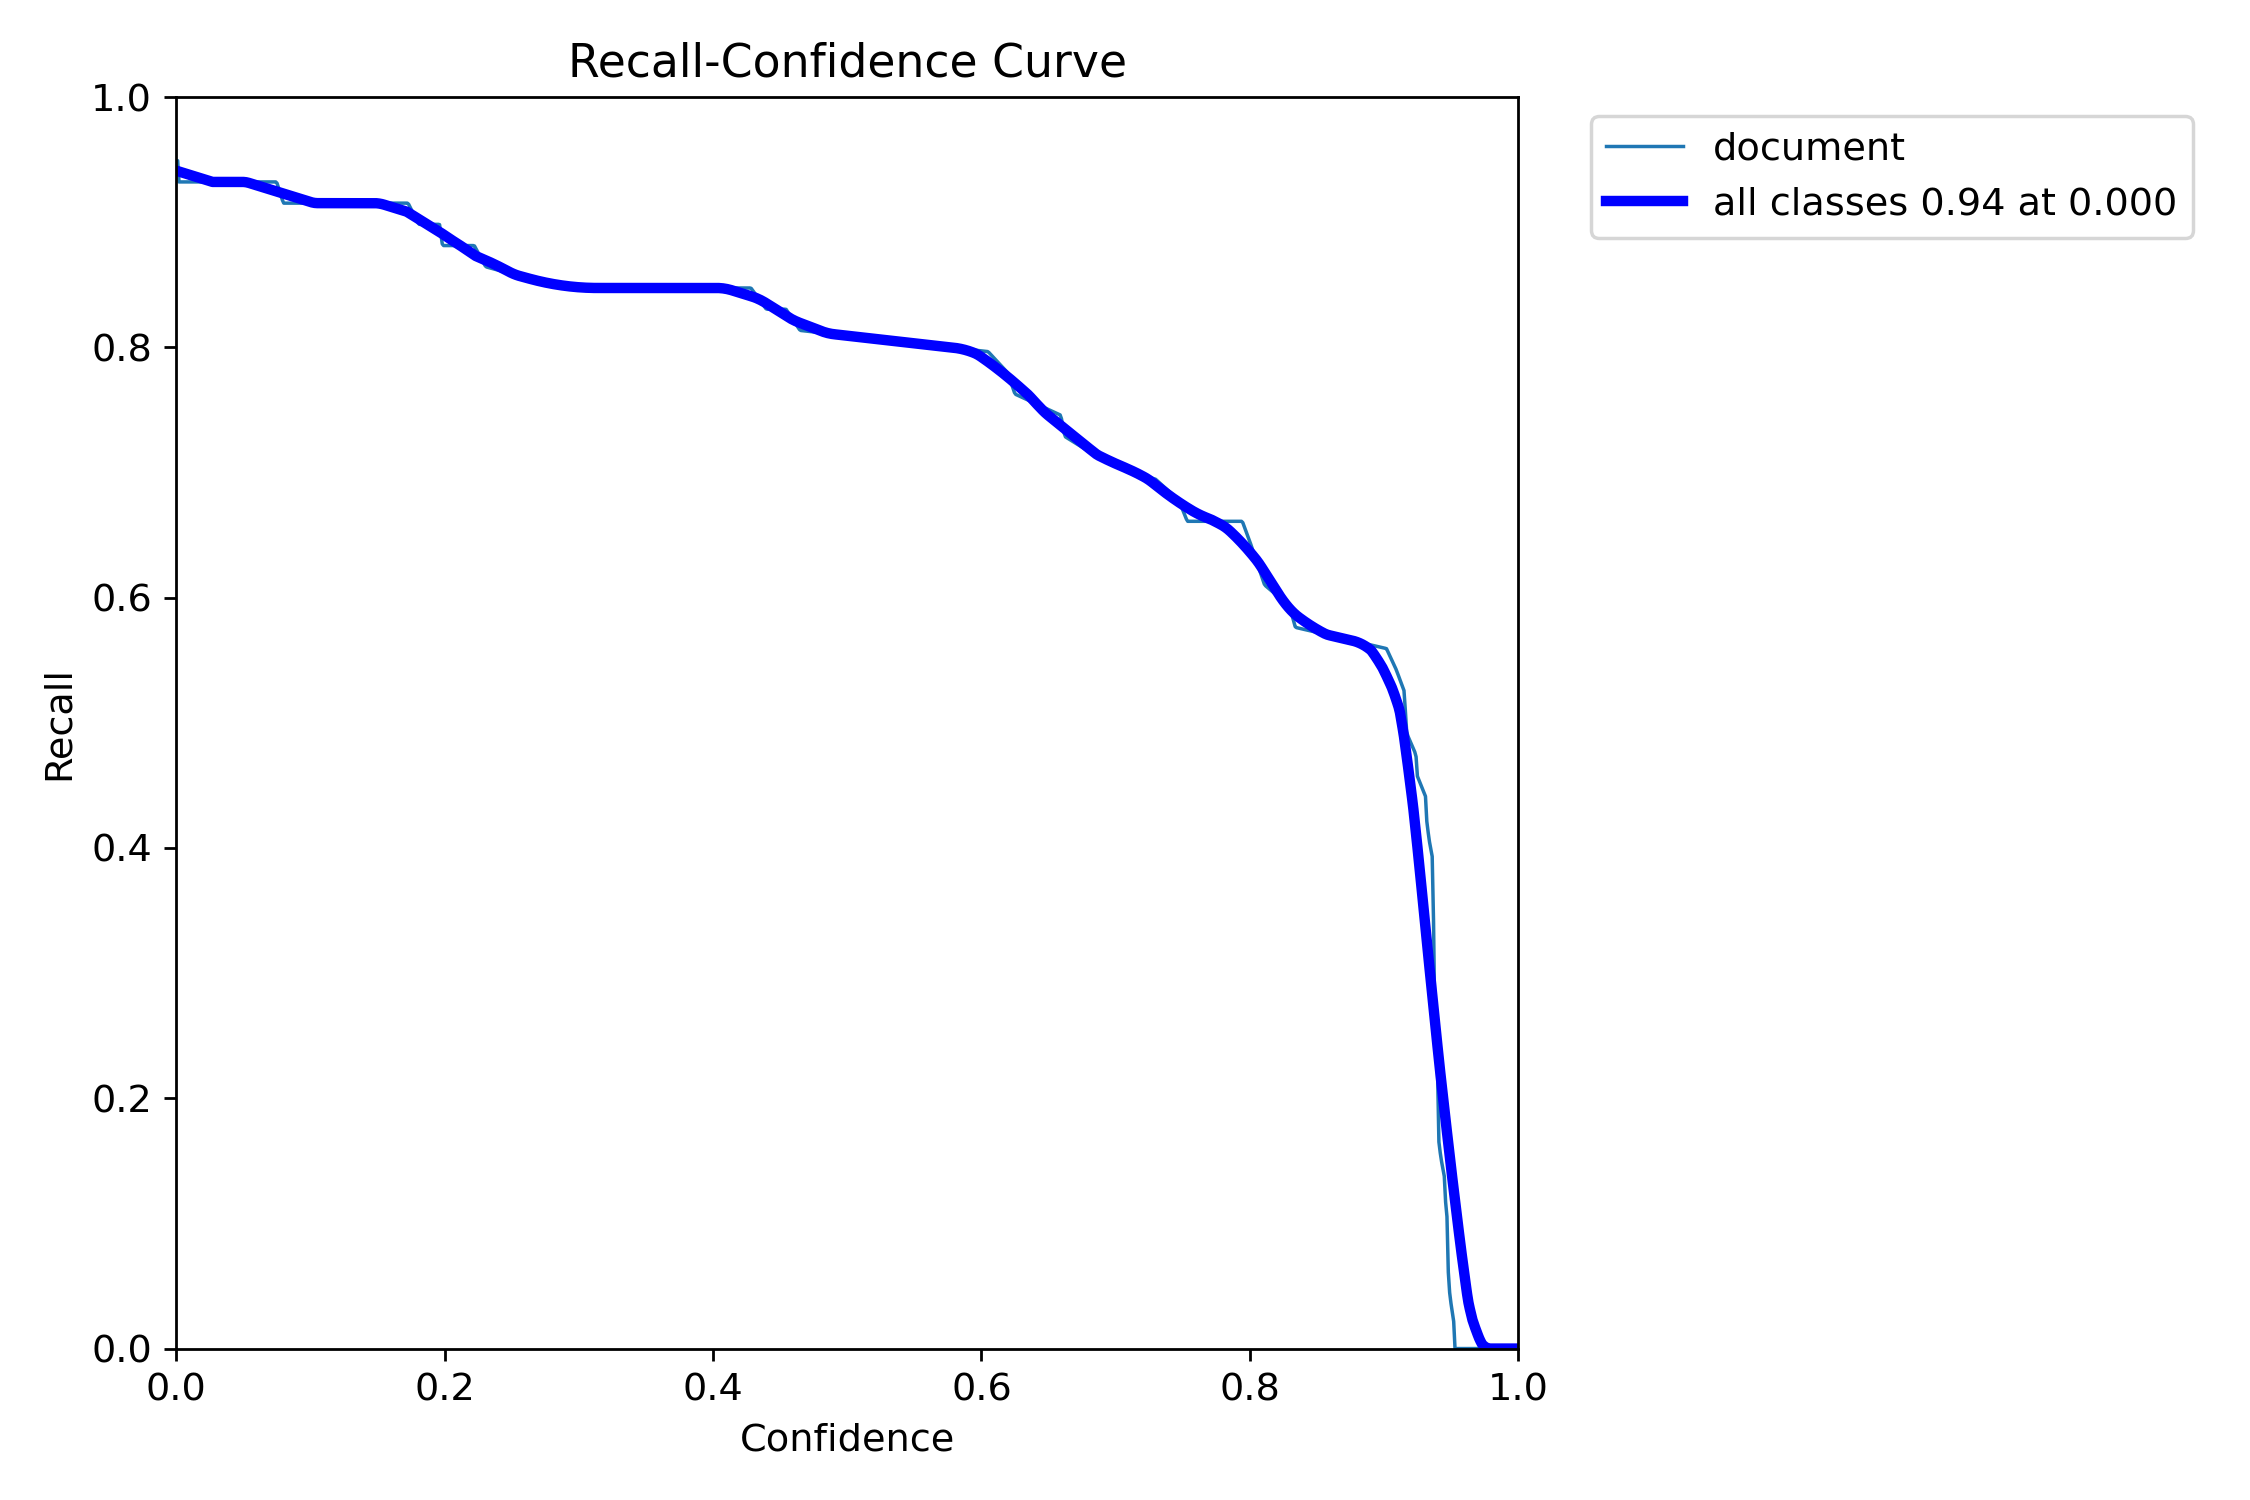 Recall-Confidence Curve
1.0
0.8
0.6
0.4
0.2
0.0
Recall
0.0 0.2 0.4 0.6 0.8 1.0
Confidence
document
all classes 0.94 at 0.000